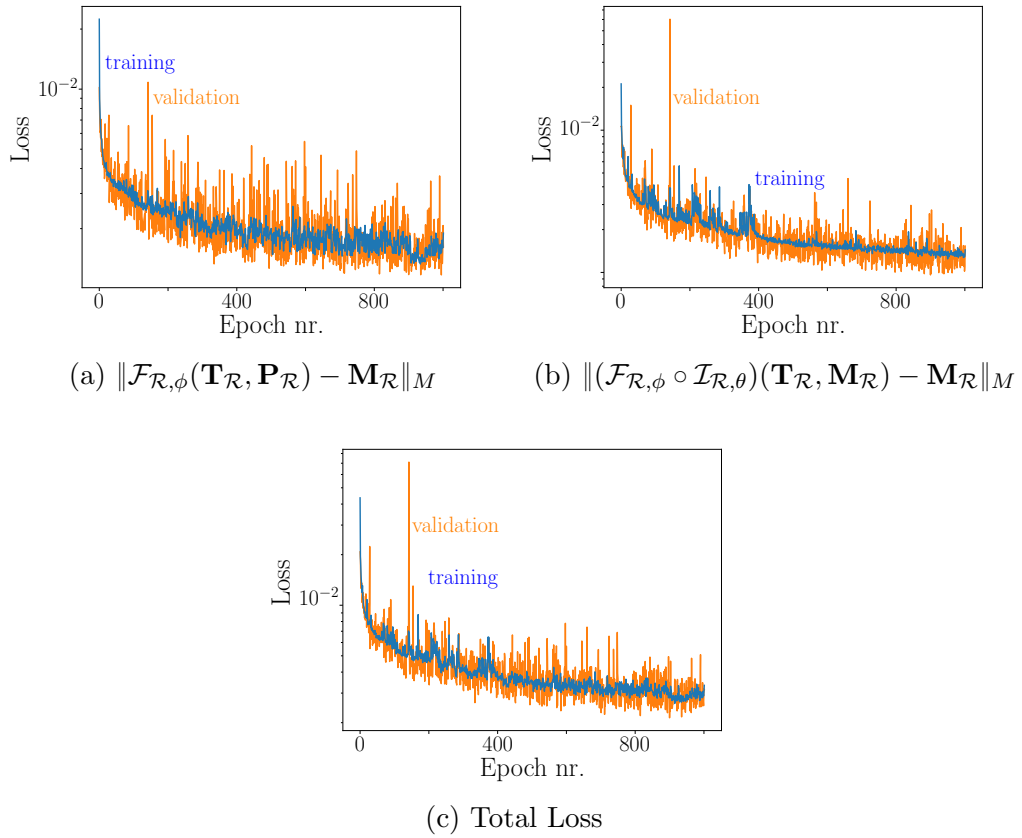 training
validation
10⁻²
Loss
0
400
800
Epoch nr.
(a) ‖ℱ_{ℛ,ϕ}(𝐓_ℛ, 𝐏_ℛ) − 𝐌_ℛ‖_M
validation
training
10⁻²
Loss
0
400
800
Epoch nr.
(b) ‖(ℱ_{ℛ,ϕ} ∘ ℐ_{ℛ,θ})(𝐓_ℛ, 𝐌_ℛ) − 𝐌_ℛ‖_M
validation
training
10⁻²
Loss
0
400
800
Epoch nr.
(c) Total Loss